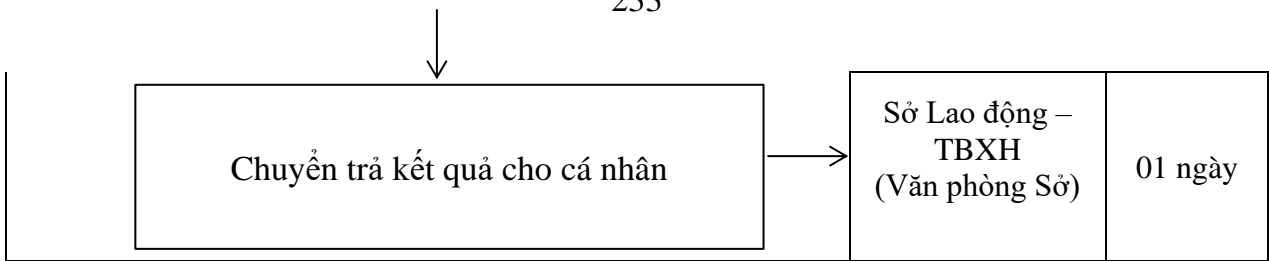 Chuyển trả kết quả cho cá nhân
Sở Lao động –
TBXH
(Văn phòng Sở)
01 ngày